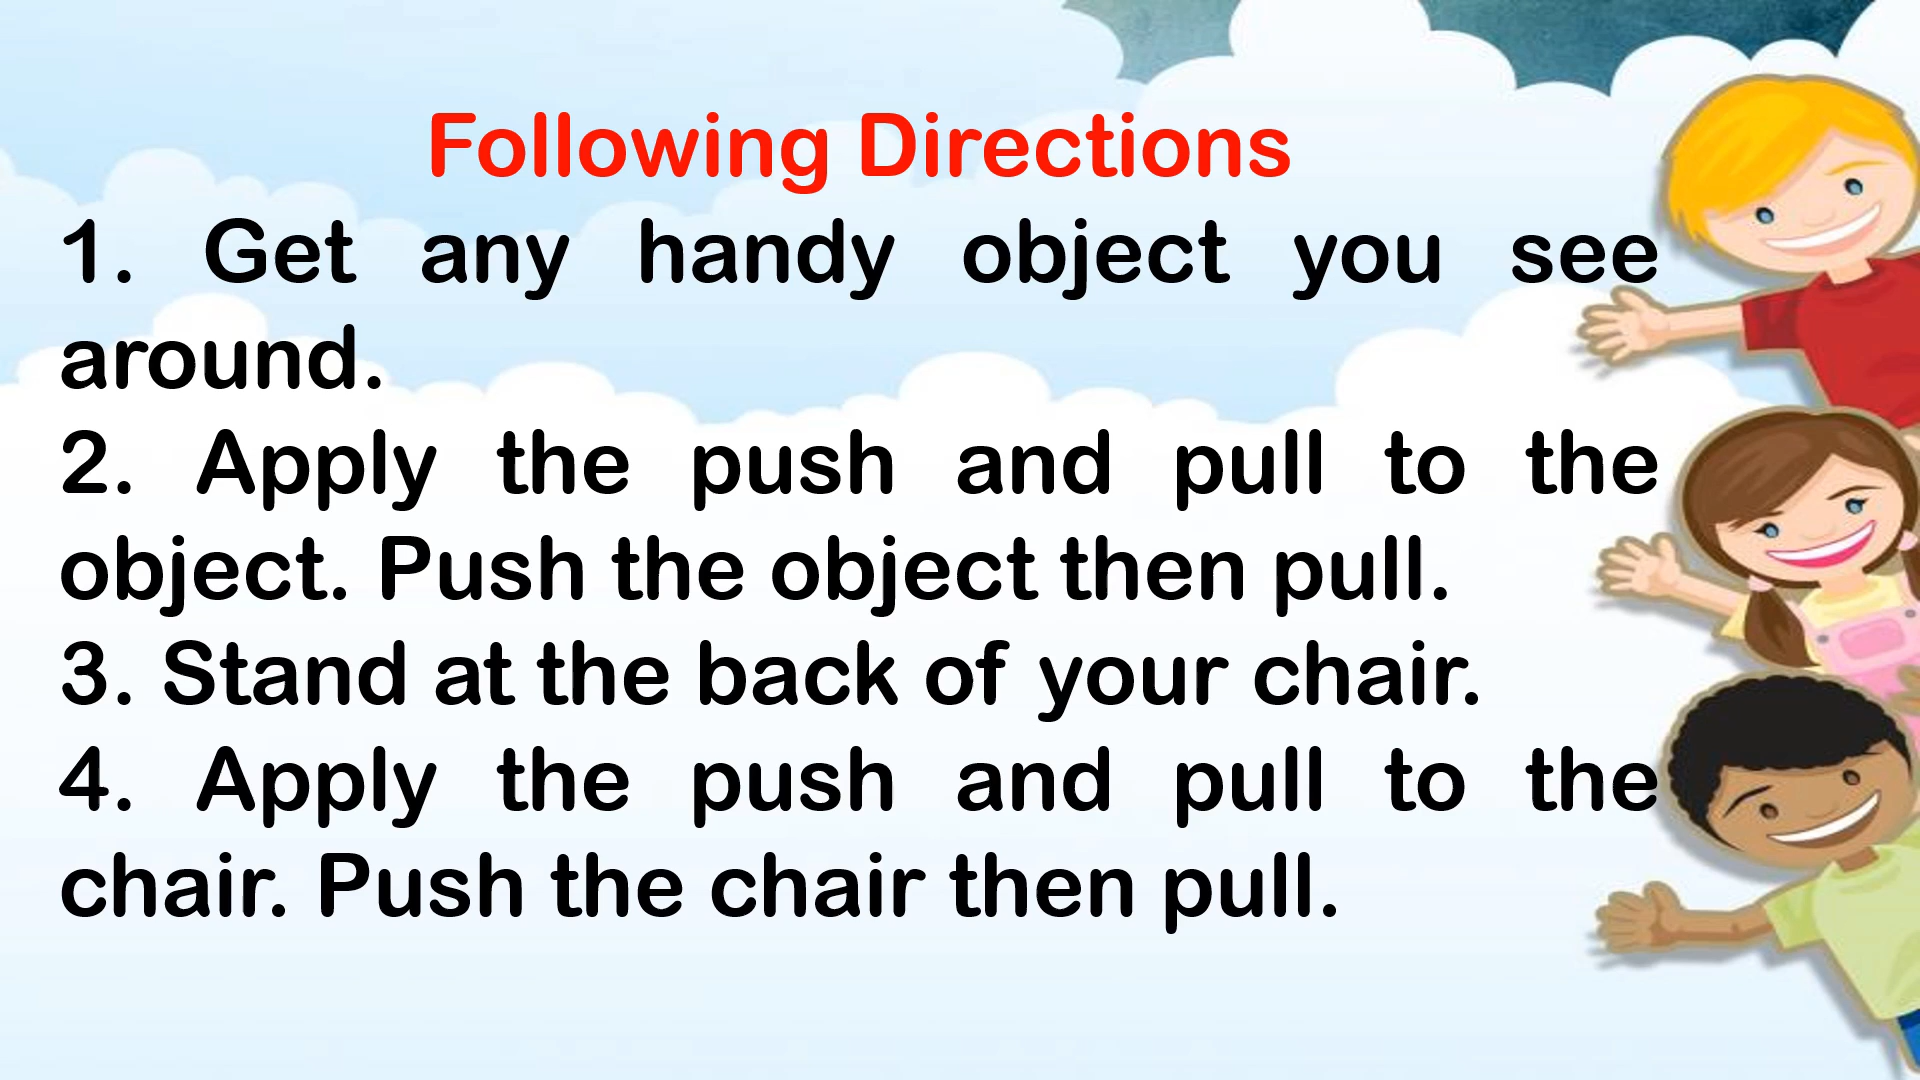 Following Directions
1. Get any handy object you see
around.
2. Apply the push and pull to the
object. Push the object then pull.
3. Stand at the back of your chair.
4. Apply the push and pull to the
chair. Push the chair then pull.